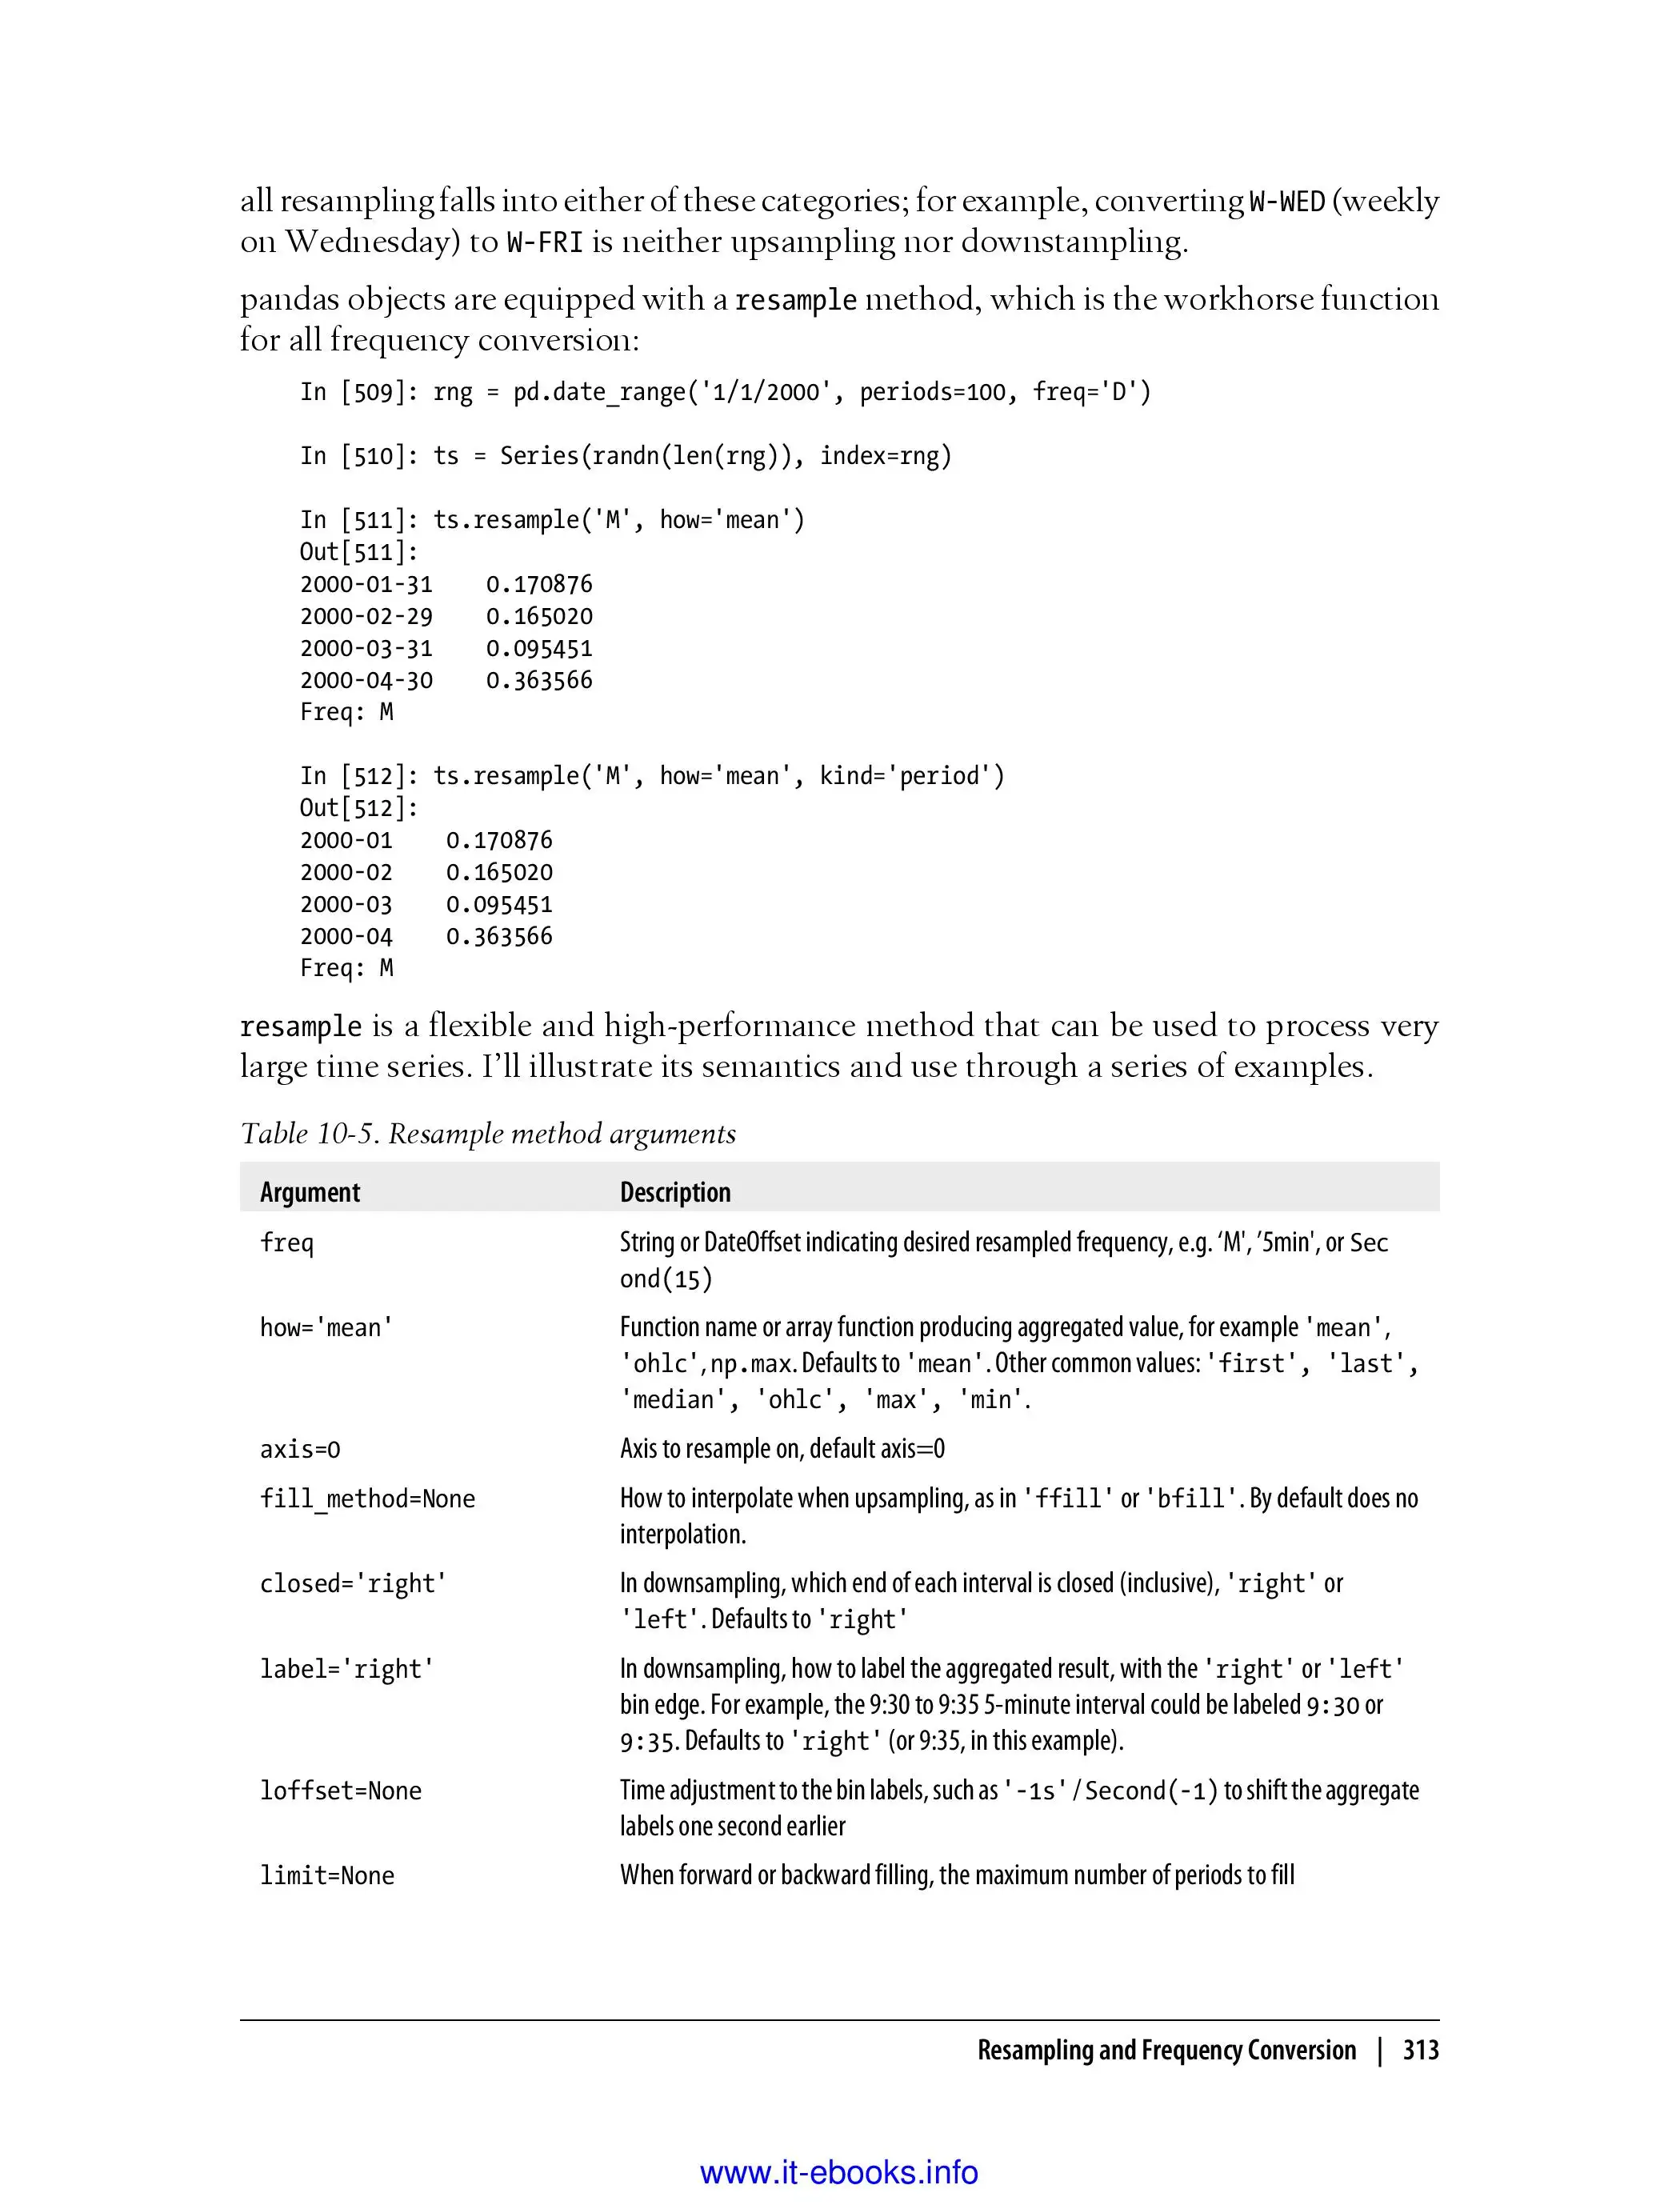 all resampling falls into either of these categories; for example, converting W-WED (weekly
on Wednesday) to W-FRI is neither upsampling nor downstampling.
pandas objects are equipped with a resample method, which is the workhorse function
for all frequency conversion:
In [509]: rng = pd.date_range('1/1/2000', periods=100, freq='D')
In [510]: ts = Series(randn(len(rng)), index=rng)
In [511]: ts.resample('M', how='mean')
Out[511]:
2000-01-31    0.170876
2000-02-29    0.165020
2000-03-31    0.095451
2000-04-30    0.363566
Freq: M
In [512]: ts.resample('M', how='mean', kind='period')
Out[512]:
2000-01    0.170876
2000-02    0.165020
2000-03    0.095451
2000-04    0.363566
Freq: M
resample is a flexible and high-performance method that can be used to process very
large time series. I’ll illustrate its semantics and use through a series of examples.
Table 10-5. Resample method arguments
Argument Description
freq String or DateOffset indicating desired resampled frequency, e.g. ‘M', ’5min', or Sec
ond(15)
how='mean' Function name or array function producing aggregated value, for example 'mean',
'ohlc', np.max. Defaults to 'mean'. Other common values: 'first', 'last',
'median', 'ohlc', 'max', 'min'.
axis=0 Axis to resample on, default axis=0
fill_method=None How to interpolate when upsampling, as in 'ffill' or 'bfill'. By default does no
interpolation.
closed='right' In downsampling, which end of each interval is closed (inclusive), 'right' or
'left'. Defaults to 'right'
label='right' In downsampling, how to label the aggregated result, with the 'right' or 'left'
bin edge. For example, the 9:30 to 9:35 5-minute interval could be labeled 9:30 or
9:35. Defaults to 'right' (or 9:35, in this example).
loffset=None Time adjustment to the bin labels, such as '-1s' / Second(-1) to shift the aggregate
labels one second earlier
limit=None When forward or backward filling, the maximum number of periods to fill
Resampling and Frequency Conversion | 313
www.it-ebooks.info